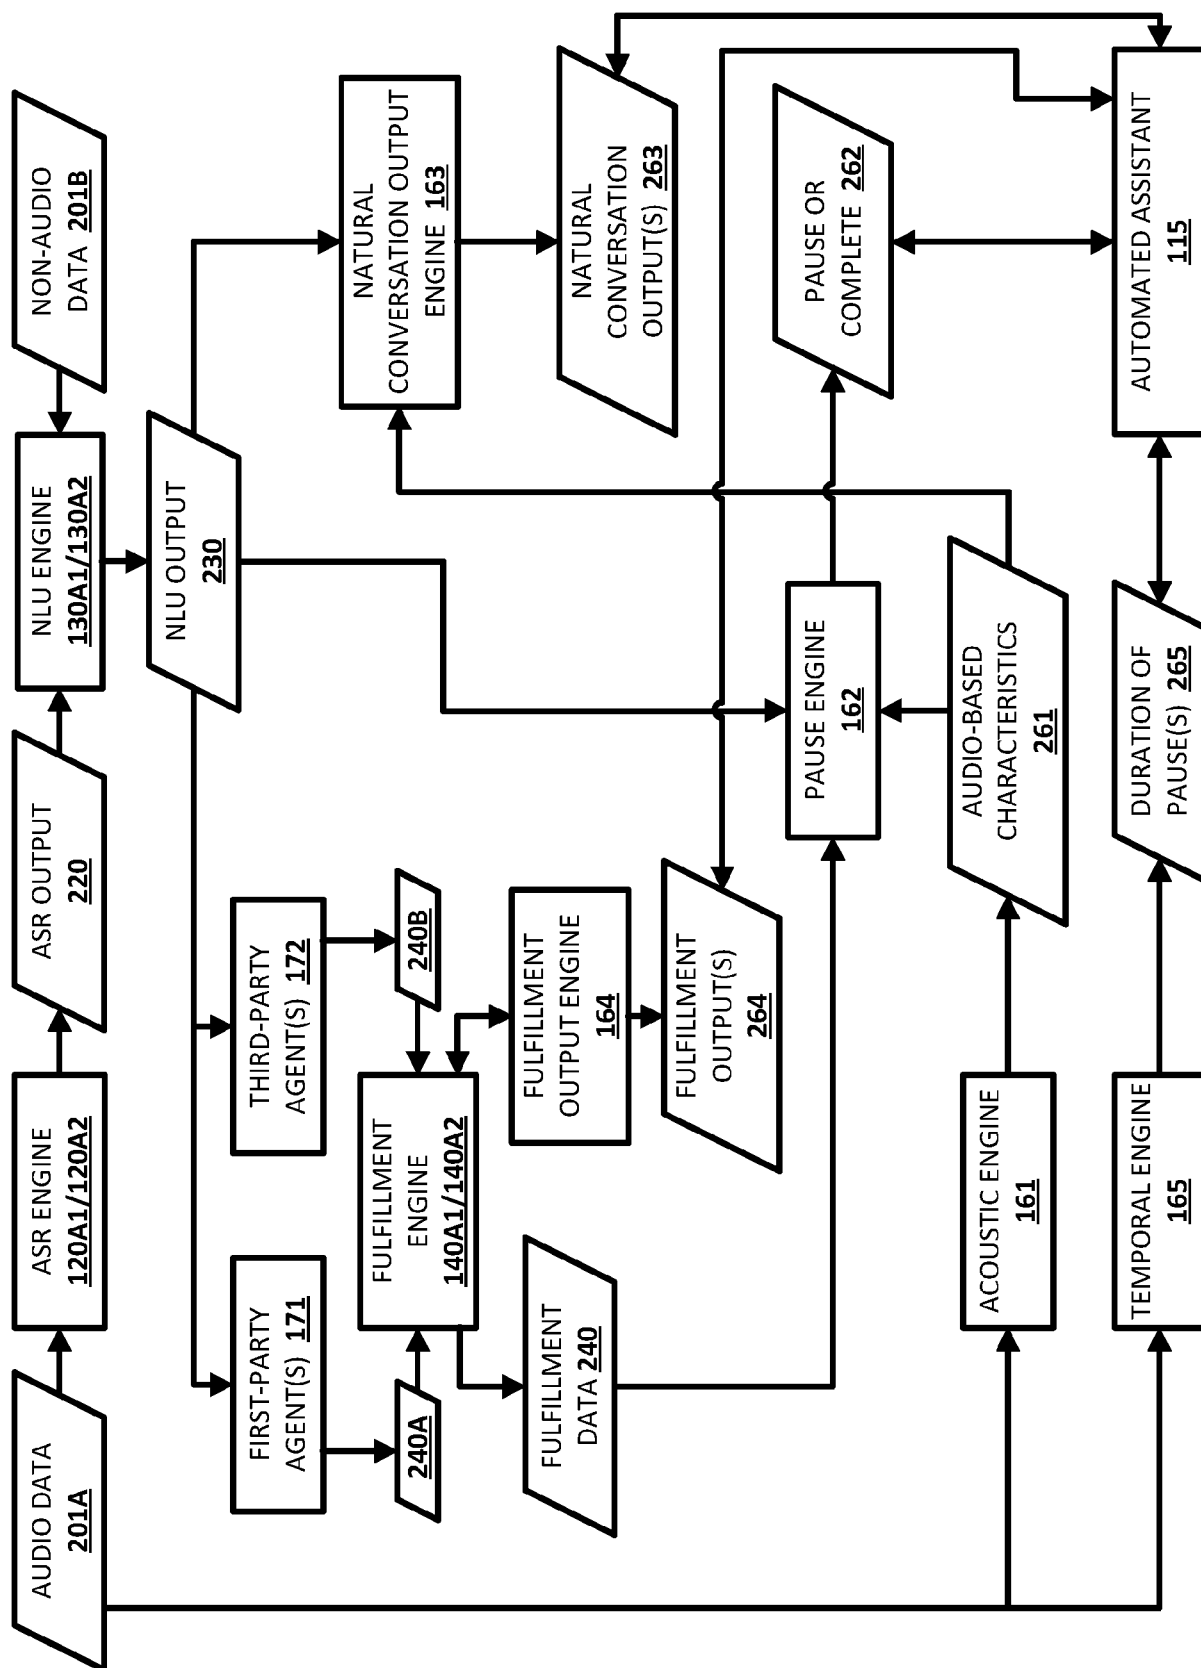 AUDIO DATA
201A
ASR ENGINE
120A1/120A2
ASR OUTPUT
220
NLU ENGINE
130A1/130A2
NON-AUDIO
DATA 201B
NLU OUTPUT
230
FIRST-PARTY
AGENT(S) 171
THIRD-PARTY
AGENT(S) 172
240A
240B
FULFILLMENT
ENGINE
140A1/140A2
NATURAL
CONVERSATION OUTPUT
ENGINE 163
FULFILLMENT
DATA 240
FULFILLMENT
OUTPUT ENGINE
164
NATURAL
CONVERSATION
OUTPUT(S) 263
FULFILLMENT
OUTPUT(S)
264
PAUSE ENGINE
162
PAUSE OR
COMPLETE 262
ACOUSTIC ENGINE
161
AUDIO-BASED
CHARACTERISTICS
261
TEMPORAL ENGINE
165
DURATION OF
PAUSE(S) 265
AUTOMATED ASSISTANT
115